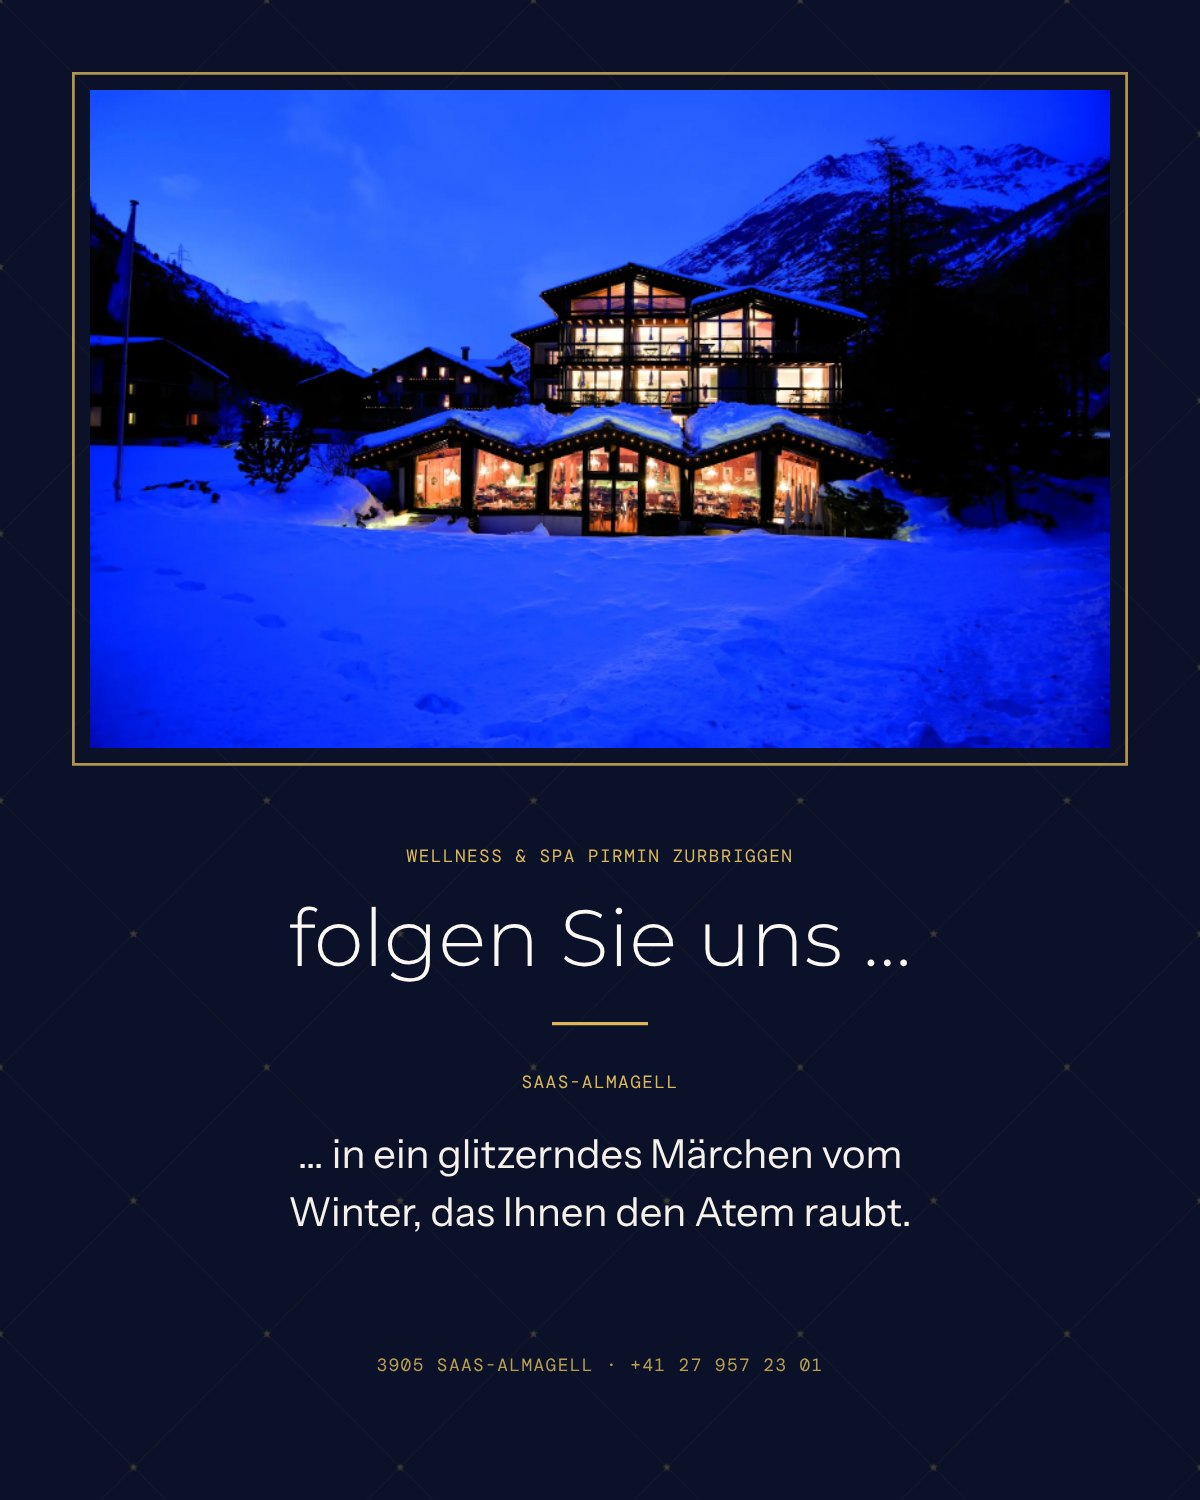 WELLNESS & SPA PIRMIN ZURBRIGGEN
folgen Sie uns ...
SAAS-ALMAGELL
... in ein glitzerndes Märchen vom
Winter, das Ihnen den Atem raubt.
3905 SAAS-ALMAGELL · +41 27 957 23 01